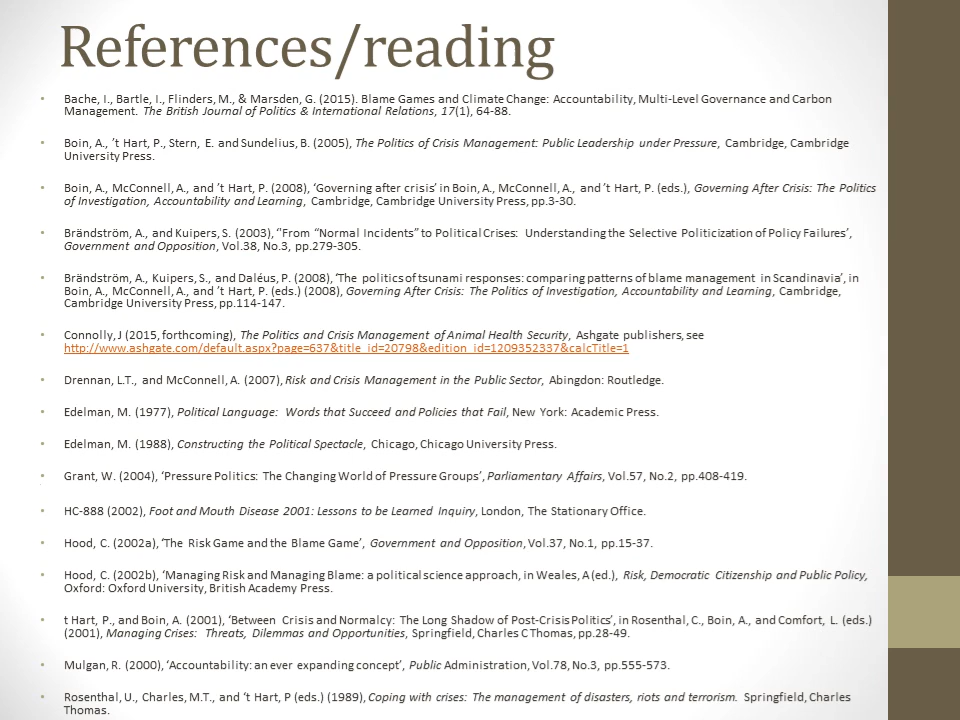 References/reading
• Bache, I., Bartle, I., Flinders, M., & Marsden, G. (2015). Blame Games and Climate Change: Accountability, Multi-Level Governance and Carbon
Management. The British Journal of Politics & International Relations, 17(1), 64-88.
• Boin, A., ’t Hart, P., Stern, E. and Sundelius, B. (2005), The Politics of Crisis Management: Public Leadership under Pressure, Cambridge, Cambridge
University Press.
• Boin, A., McConnell, A., and ’t Hart, P. (2008), ‘Governing after crisis’ in Boin, A., McConnell, A., and ’t Hart, P. (eds.), Governing After Crisis: The Politics
of Investigation, Accountability and Learning, Cambridge, Cambridge University Press, pp.3-30.
• Brändström, A., and Kuipers, S. (2003), “From “Normal Incidents” to Political Crises: Understanding the Selective Politicization of Policy Failures’,
Government and Opposition, Vol.38, No.3, pp.279-305.
• Brändström, A., Kuipers, S., and Daléus, P. (2008), ‘The politics of tsunami responses: comparing patterns of blame management in Scandinavia’, in
Boin, A., McConnell, A., and ’t Hart, P. (eds.) (2008), Governing After Crisis: The Politics of Investigation, Accountability and Learning, Cambridge,
Cambridge University Press, pp.114-147.
• Connolly, J (2015, forthcoming), The Politics and Crisis Management of Animal Health Security, Ashgate publishers, see
http://www.ashgate.com/default.aspx?page=637&title_id=20798&edition_id=1209352337&calcTitle=1
• Drennan, L.T., and McConnell, A. (2007), Risk and Crisis Management in the Public Sector, Abingdon: Routledge.
• Edelman, M. (1977), Political Language: Words that Succeed and Policies that Fail, New York: Academic Press.
• Edelman, M. (1988), Constructing the Political Spectacle, Chicago, Chicago University Press.
• Grant, W. (2004), ‘Pressure Politics: The Changing World of Pressure Groups’, Parliamentary Affairs, Vol.57, No.2, pp.408-419.
• HC-888 (2002), Foot and Mouth Disease 2001: Lessons to be Learned Inquiry, London, The Stationary Office.
• Hood, C. (2002a), ‘The Risk Game and the Blame Game’, Government and Opposition, Vol.37, No.1, pp.15-37.
• Hood, C. (2002b), ‘Managing Risk and Managing Blame: a political science approach, in Weales, A (ed.), Risk, Democratic Citizenship and Public Policy,
Oxford: Oxford University, British Academy Press.
• t Hart, P., and Boin, A. (2001), ‘Between Crisis and Normalcy: The Long Shadow of Post-Crisis Politics’, in Rosenthal, C., Boin, A., and Comfort, L. (eds.)
(2001), Managing Crises: Threats, Dilemmas and Opportunities, Springfield, Charles C Thomas, pp.28-49.
• Mulgan, R. (2000), ‘Accountability: an ever expanding concept’, Public Administration, Vol.78, No.3, pp.555-573.
• Rosenthal, U., Charles, M.T., and ‘t Hart, P (eds.) (1989), Coping with crises: The management of disasters, riots and terrorism. Springfield, Charles
Thomas.